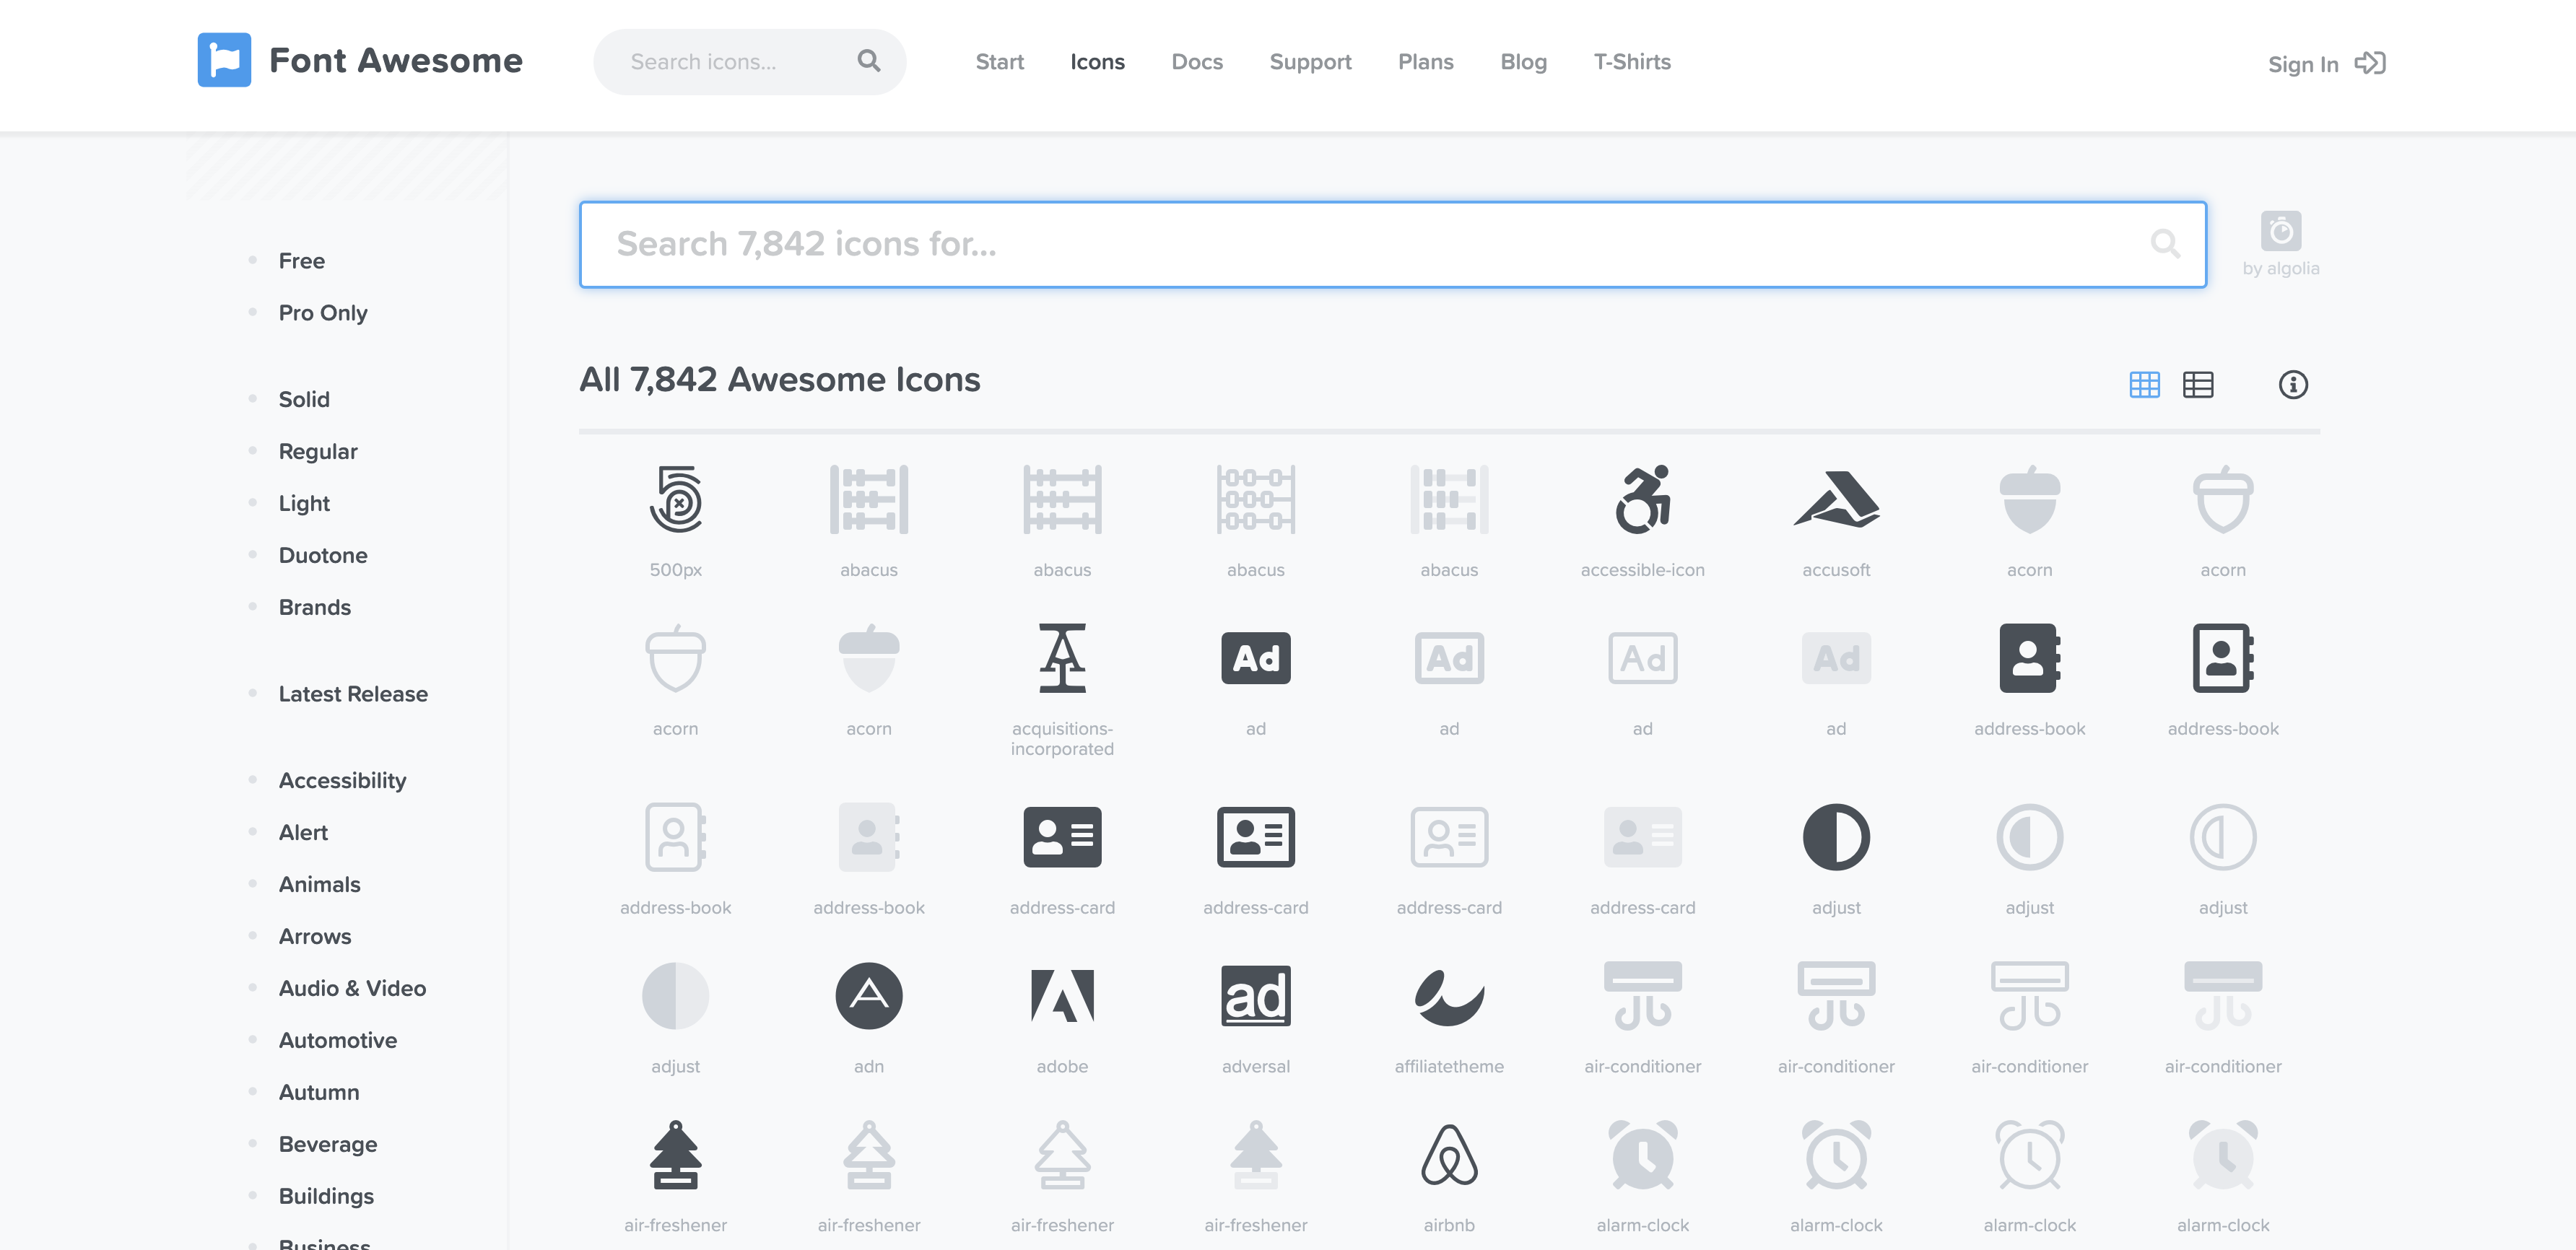 Font Awesome
Search icons...
Start
Icons
Docs
Support
Plans
Blog
T-Shirts
Sign In
Free
Pro Only
Solid
Regular
Light
Duotone
Brands
Latest Release
Accessibility
Alert
Animals
Arrows
Audio & Video
Automotive
Autumn
Beverage
Buildings
Business
Search 7,842 icons for...
by algolia
All 7,842 Awesome Icons
500px
abacus
abacus
abacus
abacus
accessible-icon
accusoft
acorn
acorn
Ad
Ad
Ad
Ad
acorn
acorn
acquisitions-
incorporated
ad
ad
ad
ad
address-book
address-book
address-book
address-book
address-card
address-card
address-card
address-card
adjust
adjust
adjust
ad
adjust
adn
adobe
adversal
affiliatetheme
air-conditioner
air-conditioner
air-conditioner
air-conditioner
air-freshener
air-freshener
air-freshener
air-freshener
airbnb
alarm-clock
alarm-clock
alarm-clock
alarm-clock